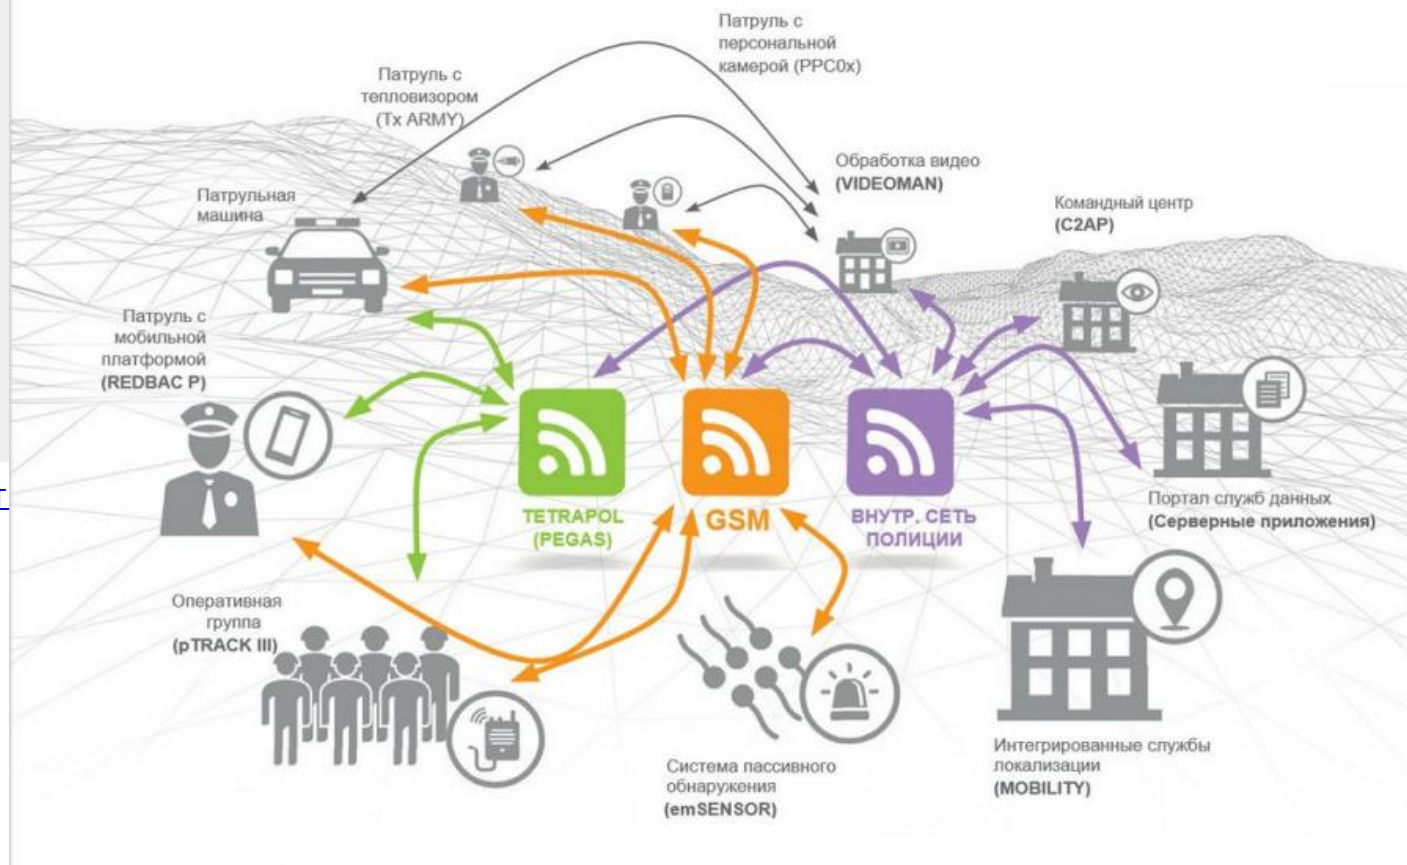 Патруль с
персональной
камерой (PPC0x)
Патруль с
тепловизором
(Tx ARMY)
Обработка видео
(VIDEOMAN)
Патрульная
машина
Командный центр
(C2AP)
Патруль с
мобильной
платформой
(REDBAC P)
Портал служб данных
(Серверные приложения)
TETRAPOL
(PEGAS)
GSM
ВНУТР. СЕТЬ
ПОЛИЦИИ
Оперативная
группа
(pTRACK III)
Интегрированные службы
локализации
(MOBILITY)
Система пассивного
обнаружения
(emSENSOR)